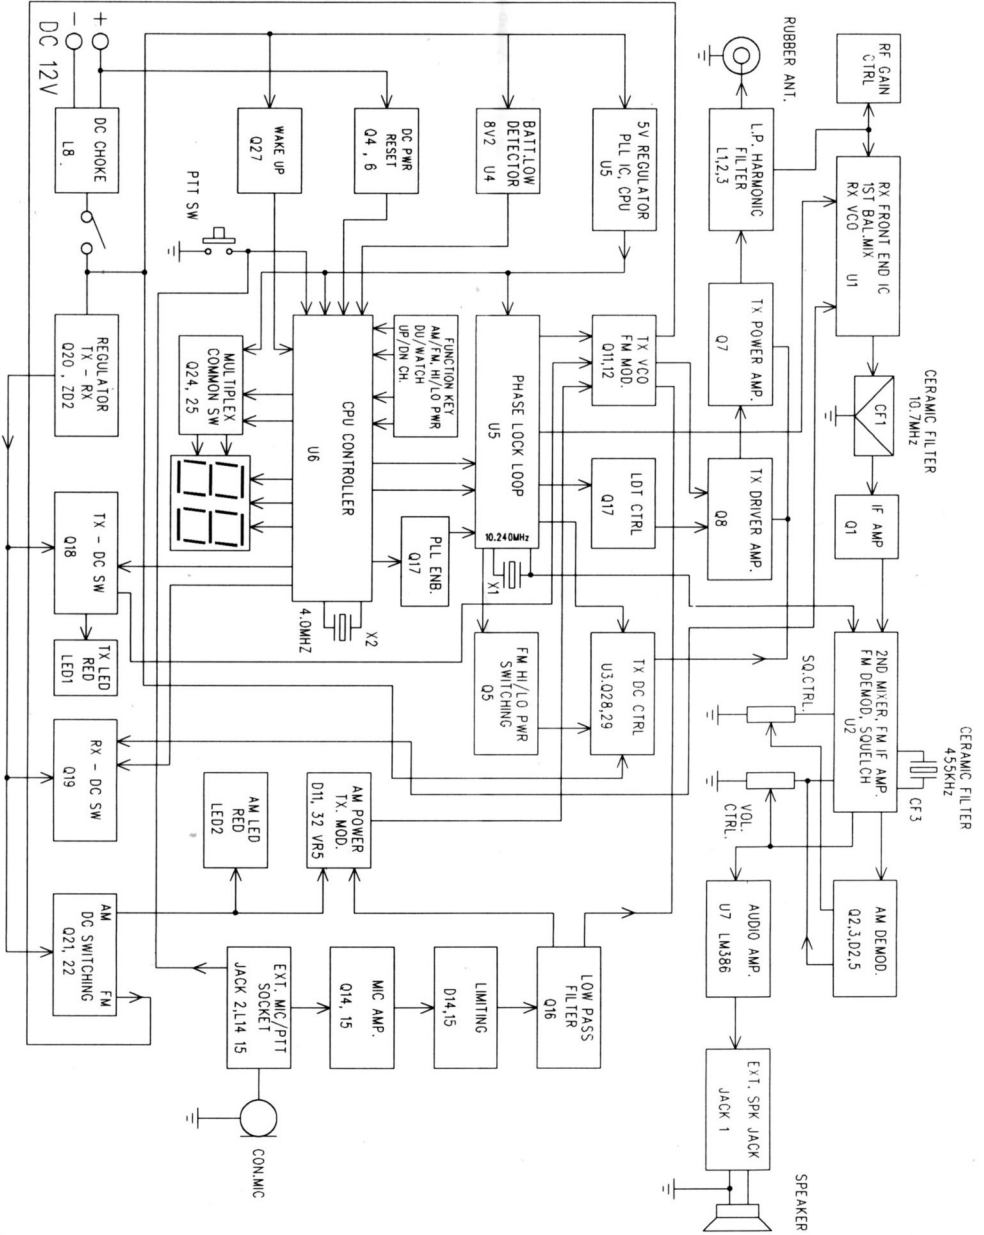 RF GAIN
CTRL
RX FRONT END IC
1ST BAL.MIX
RX VCO
U1
CERAMIC FILTER
10.7MHz
CF1
IF AMP
Q1
2ND MIXER, FM IF AMP.
FM DEMOD, SQUELCH
U2
CERAMIC FILTER
455KHz
CF3
AM DEMOD.
Q2,3,D2,5
RUBBER ANT.
L.P. HARMONIC
FILTER
L1,2,3
TX POWER AMP.
Q7
TX DRIVER AMP.
Q8
SQ.CTRL.
VOL.
CTRL.
AUDIO AMP.
U7 LM386
EXT. SPK JACK
JACK 1
SPEAKER
5V REGULATOR
PLL IC, CPU
U5
TX VCO
FM MOD.
Q11,12
LDT CTRL
Q17
TX DC CTRL
U3.Q28,29
BATT.LOW
DETECTOR
8V2 U4
PHASE LOCK LOOP
U5
10.240MHz
X1
FM HI/LO PWR
SWITCHING
Q5
LOW PASS
FILTER
Q16
DC PWR
RESET
Q4 , 6
FUNCTION KEY
AM/FM, HI/LO PWR
DU/WATCH
UP/DN CH.
PLL ENB.
Q17
LIMITING
D14,15
WAKE UP
Q27
CPU CONTROLLER
U6
X2
4.0MHZ
AM POWER
TX. MOD.
D11, 32 VR5
MIC AMP.
Q14, 15
PTT SW
MULTIPLEX
COMMON SW
Q24, 25
AM LED
RED
LED2
EXT. MIC/PTT
SOCKET
JACK 2,L14 15
CON.MIC
+
−
DC 12V
DC CHOKE
L8.
REGULATOR
TX - RX
Q20 , ZD2
TX - DC SW
Q18
TX LED
RED
LED1
RX - DC SW
Q19
AM
FM
DC SWITCHING
Q21, 22